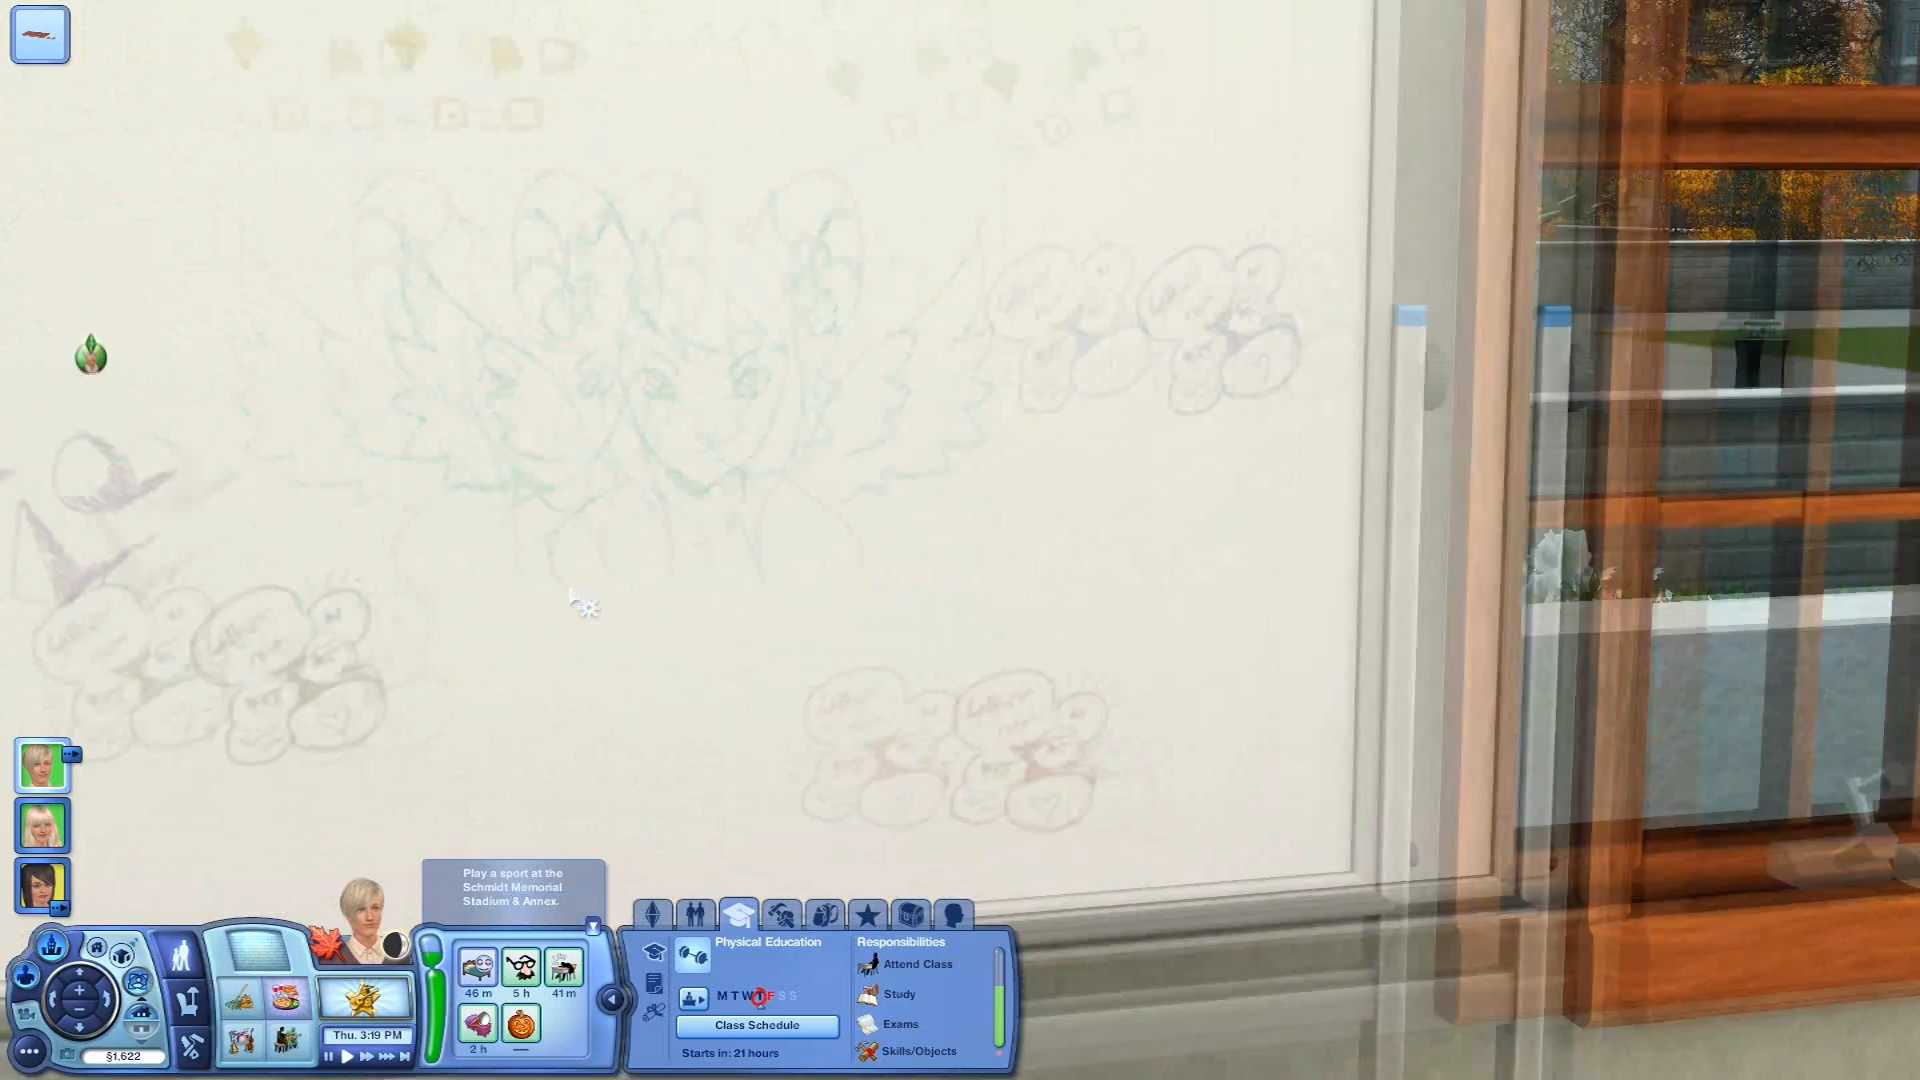 Play a sport at the
Schmidt Memorial
Stadium & Annex.
46 m
5 h
41 m
2 h
Thu. 3:19 PM
§1,622
Physical Education
M T W T F S S
Class Schedule
Starts in: 21 hours
Responsibilities
Attend Class
Study
Exams
Skills/Objects